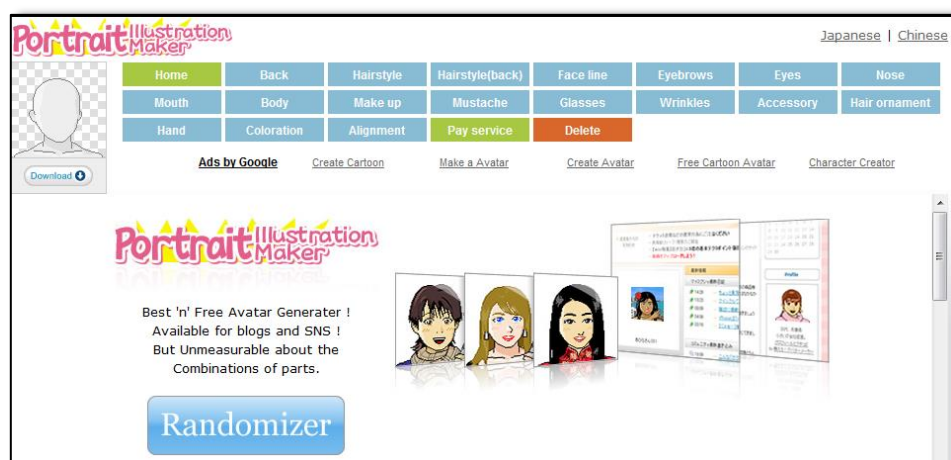 Portrait Illustration Maker
Japanese | Chinese
Home Back Hairstyle Hairstyle(back) Face line Eyebrows Eyes Nose
Mouth Body Make up Mustache Glasses Wrinkles Accessory Hair ornament
Hand Coloration Alignment Pay service Delete
Download
Ads by Google Create Cartoon Make a Avatar Create Avatar Free Cartoon Avatar Character Creator
Portrait Illustration Maker
Best 'n' Free Avatar Generater !
Available for blogs and SNS !
But Unmeasurable about the
Combinations of parts.
Randomizer
Profile